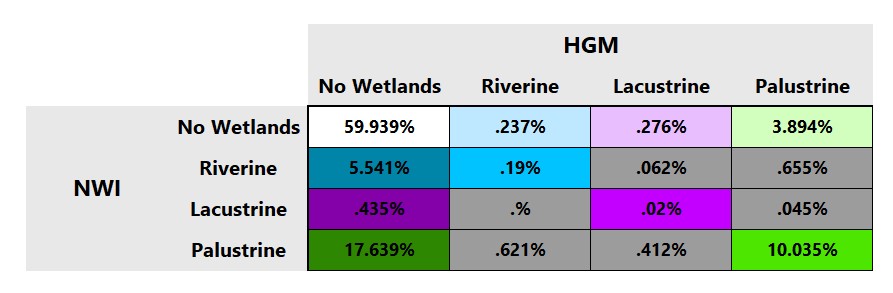 HGM
No Wetlands Riverine Lacustrine Palustrine
No Wetlands 59.939% .237% .276% 3.894%
Riverine 5.541% .19% .062% .655%
NWI
Lacustrine .435% .% .02% .045%
Palustrine 17.639% .621% .412% 10.035%